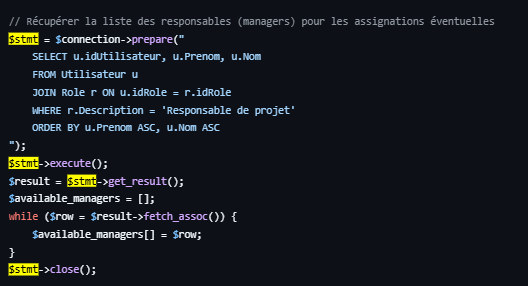 // Récupérer la liste des responsables (managers) pour les assignations éventuelles
$stmt = $connection->prepare("
    SELECT u.idUtilisateur, u.Prenom, u.Nom
    FROM Utilisateur u
    JOIN Role r ON u.idRole = r.idRole
    WHERE r.Description = 'Responsable de projet'
    ORDER BY u.Prenom ASC, u.Nom ASC
");
$stmt->execute();
$result = $stmt->get_result();
$available_managers = [];
while ($row = $result->fetch_assoc()) {
    $available_managers[] = $row;
}
$stmt->close();